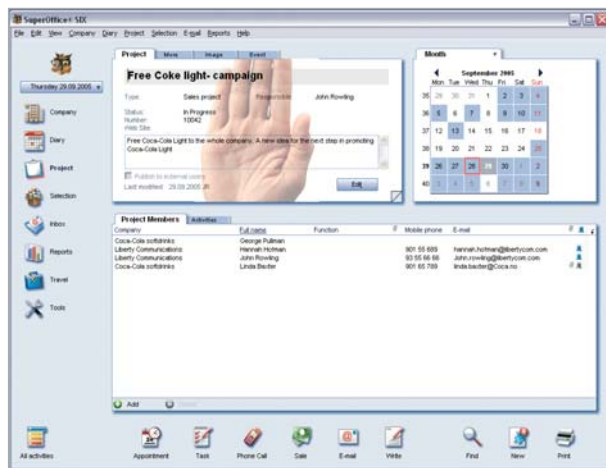 SuperOffice® SIX
File Edit View Company Diary Project Selection E-mail Reports Help
Thursday 29.09.2005
Company
Diary
Project
Selection
Inbox
Reports
Travel
Tools
Project More Image Event
Free Coke light- campaign
Type: Sales project Responsible: John Rowling
Status: In Progress
Number: 10042
Web Site:
Free Coca-Cola Light to the whole company. A new idea for the next step in promoting
Coca-Cola Light
Publish to external users
Last modified 29.09.2005 JR
Edit
Month
September 2005
Mon Tue Wed Thu Fri Sat Sun
35 29 30 31 1 2 3 4
36 5 6 7 8 9 10 11
37 12 13 14 15 16 17 18
38 19 20 21 22 23 24 25
39 26 27 28 29 30 1 2
40 3 4 5 6 7 8 9
Project Members Activities
Company Full name Function Mobile phone E-mail
Coca-Cola softdrinks George Pullman
Liberty Communications Hannah Hotman 901 55 689 hannah.hotman@libertycom.com
Liberty Communications John Rowling 93 55 66 66 John.rowling@libertycom.com
Coca-Cola softdrinks Linda Baxter 901 65 789 linda.baxter@Coca.no
Add
All activities
Appointment
Task
Phone Call
Sale
E-mail
Write
Find
New
Print